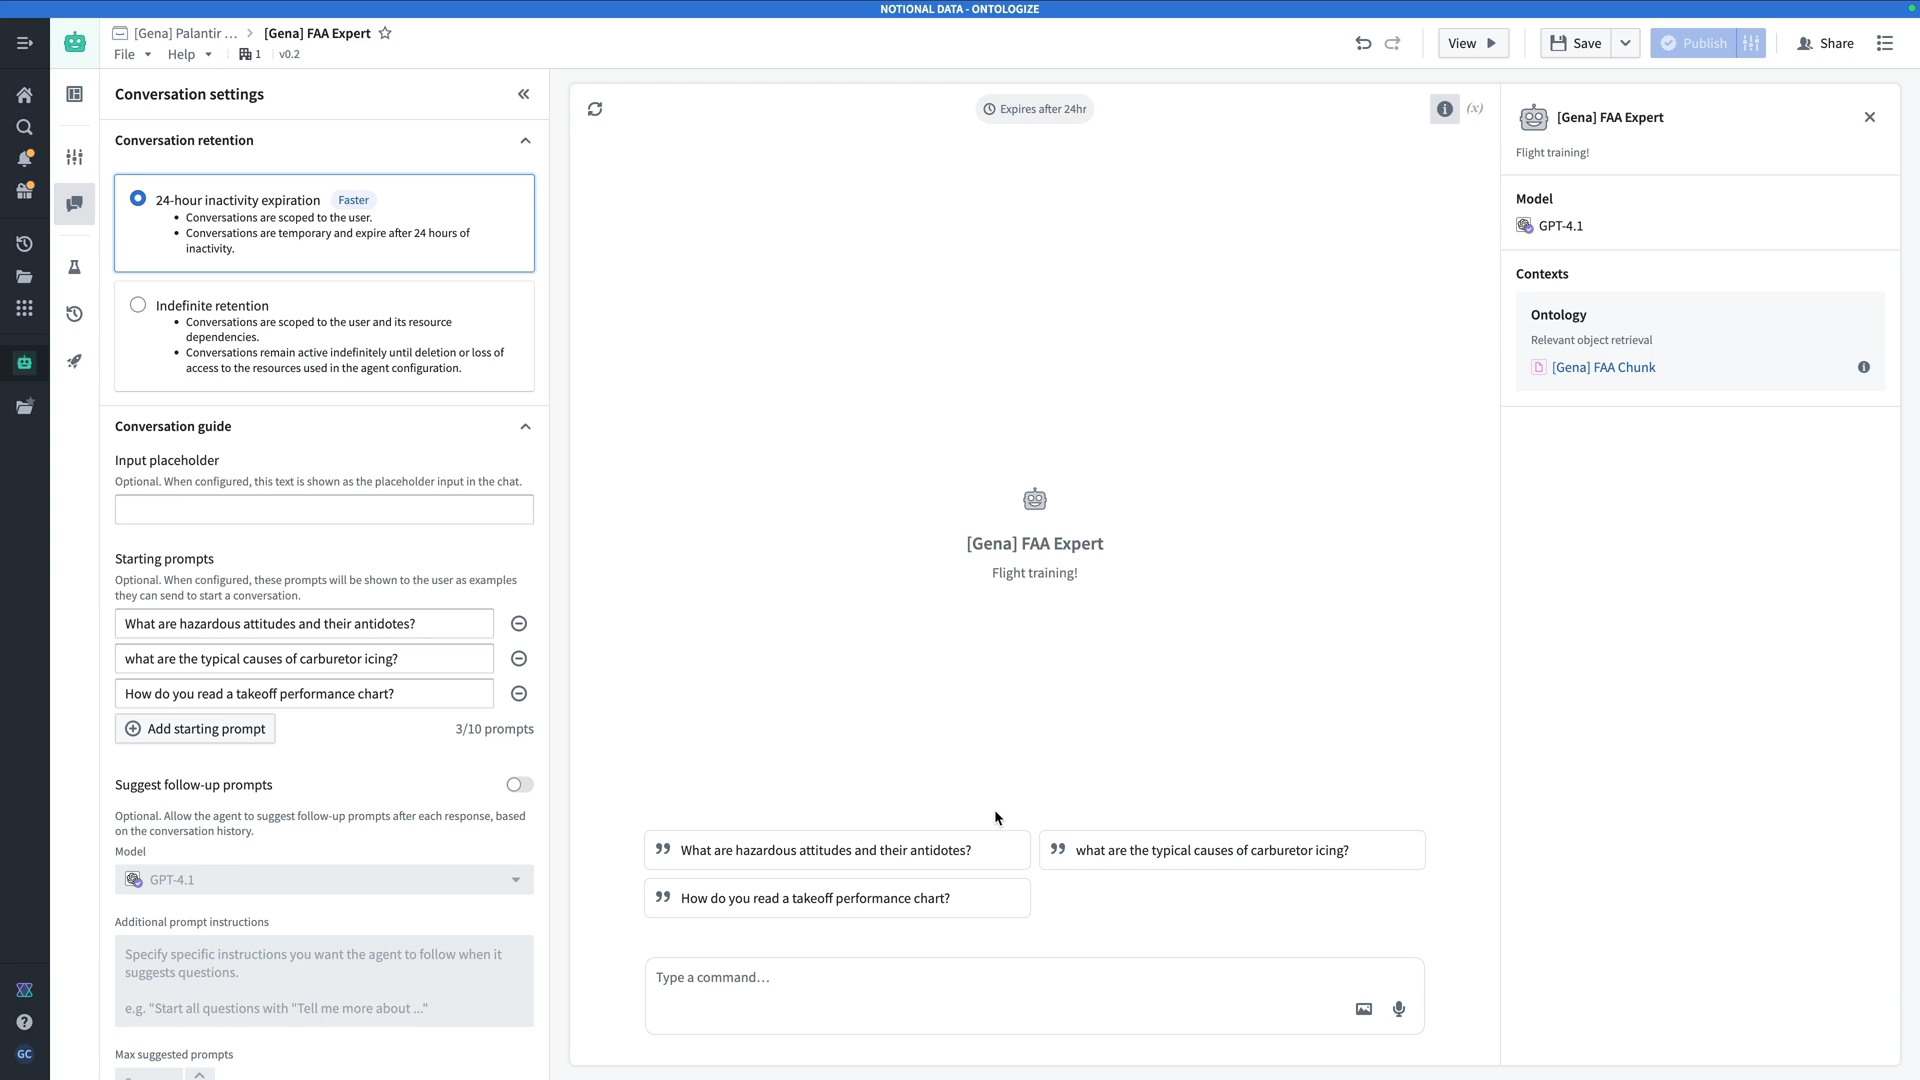 NOTIONAL DATA - ONTOLOGIZE
[Gena] Palantir ...
[Gena] FAA Expert
File
Help
1
v0.2
View
Save
Publish
Share
Conversation settings
Conversation retention
24-hour inactivity expiration
Faster
Conversations are scoped to the user.
Conversations are temporary and expire after 24 hours of
inactivity.
Indefinite retention
Conversations are scoped to the user and its resource
dependencies.
Conversations remain active indefinitely until deletion or loss of
access to the resources used in the agent configuration.
Conversation guide
Input placeholder
Optional. When configured, this text is shown as the placeholder input in the chat.
Starting prompts
Optional. When configured, these prompts will be shown to the user as examples
they can send to start a conversation.
What are hazardous attitudes and their antidotes?
what are the typical causes of carburetor icing?
How do you read a takeoff performance chart?
Add starting prompt
3/10 prompts
Suggest follow-up prompts
Optional. Allow the agent to suggest follow-up prompts after each response, based
on the conversation history.
Model
GPT-4.1
Additional prompt instructions
Specify specific instructions you want the agent to follow when it
suggests questions.
e.g. "Start all questions with "Tell me more about ..."
Max suggested prompts
GC
Expires after 24hr
(x)
[Gena] FAA Expert
Flight training!
What are hazardous attitudes and their antidotes?
what are the typical causes of carburetor icing?
How do you read a takeoff performance chart?
Type a command...
[Gena] FAA Expert
Flight training!
Model
GPT-4.1
Contexts
Ontology
Relevant object retrieval
[Gena] FAA Chunk